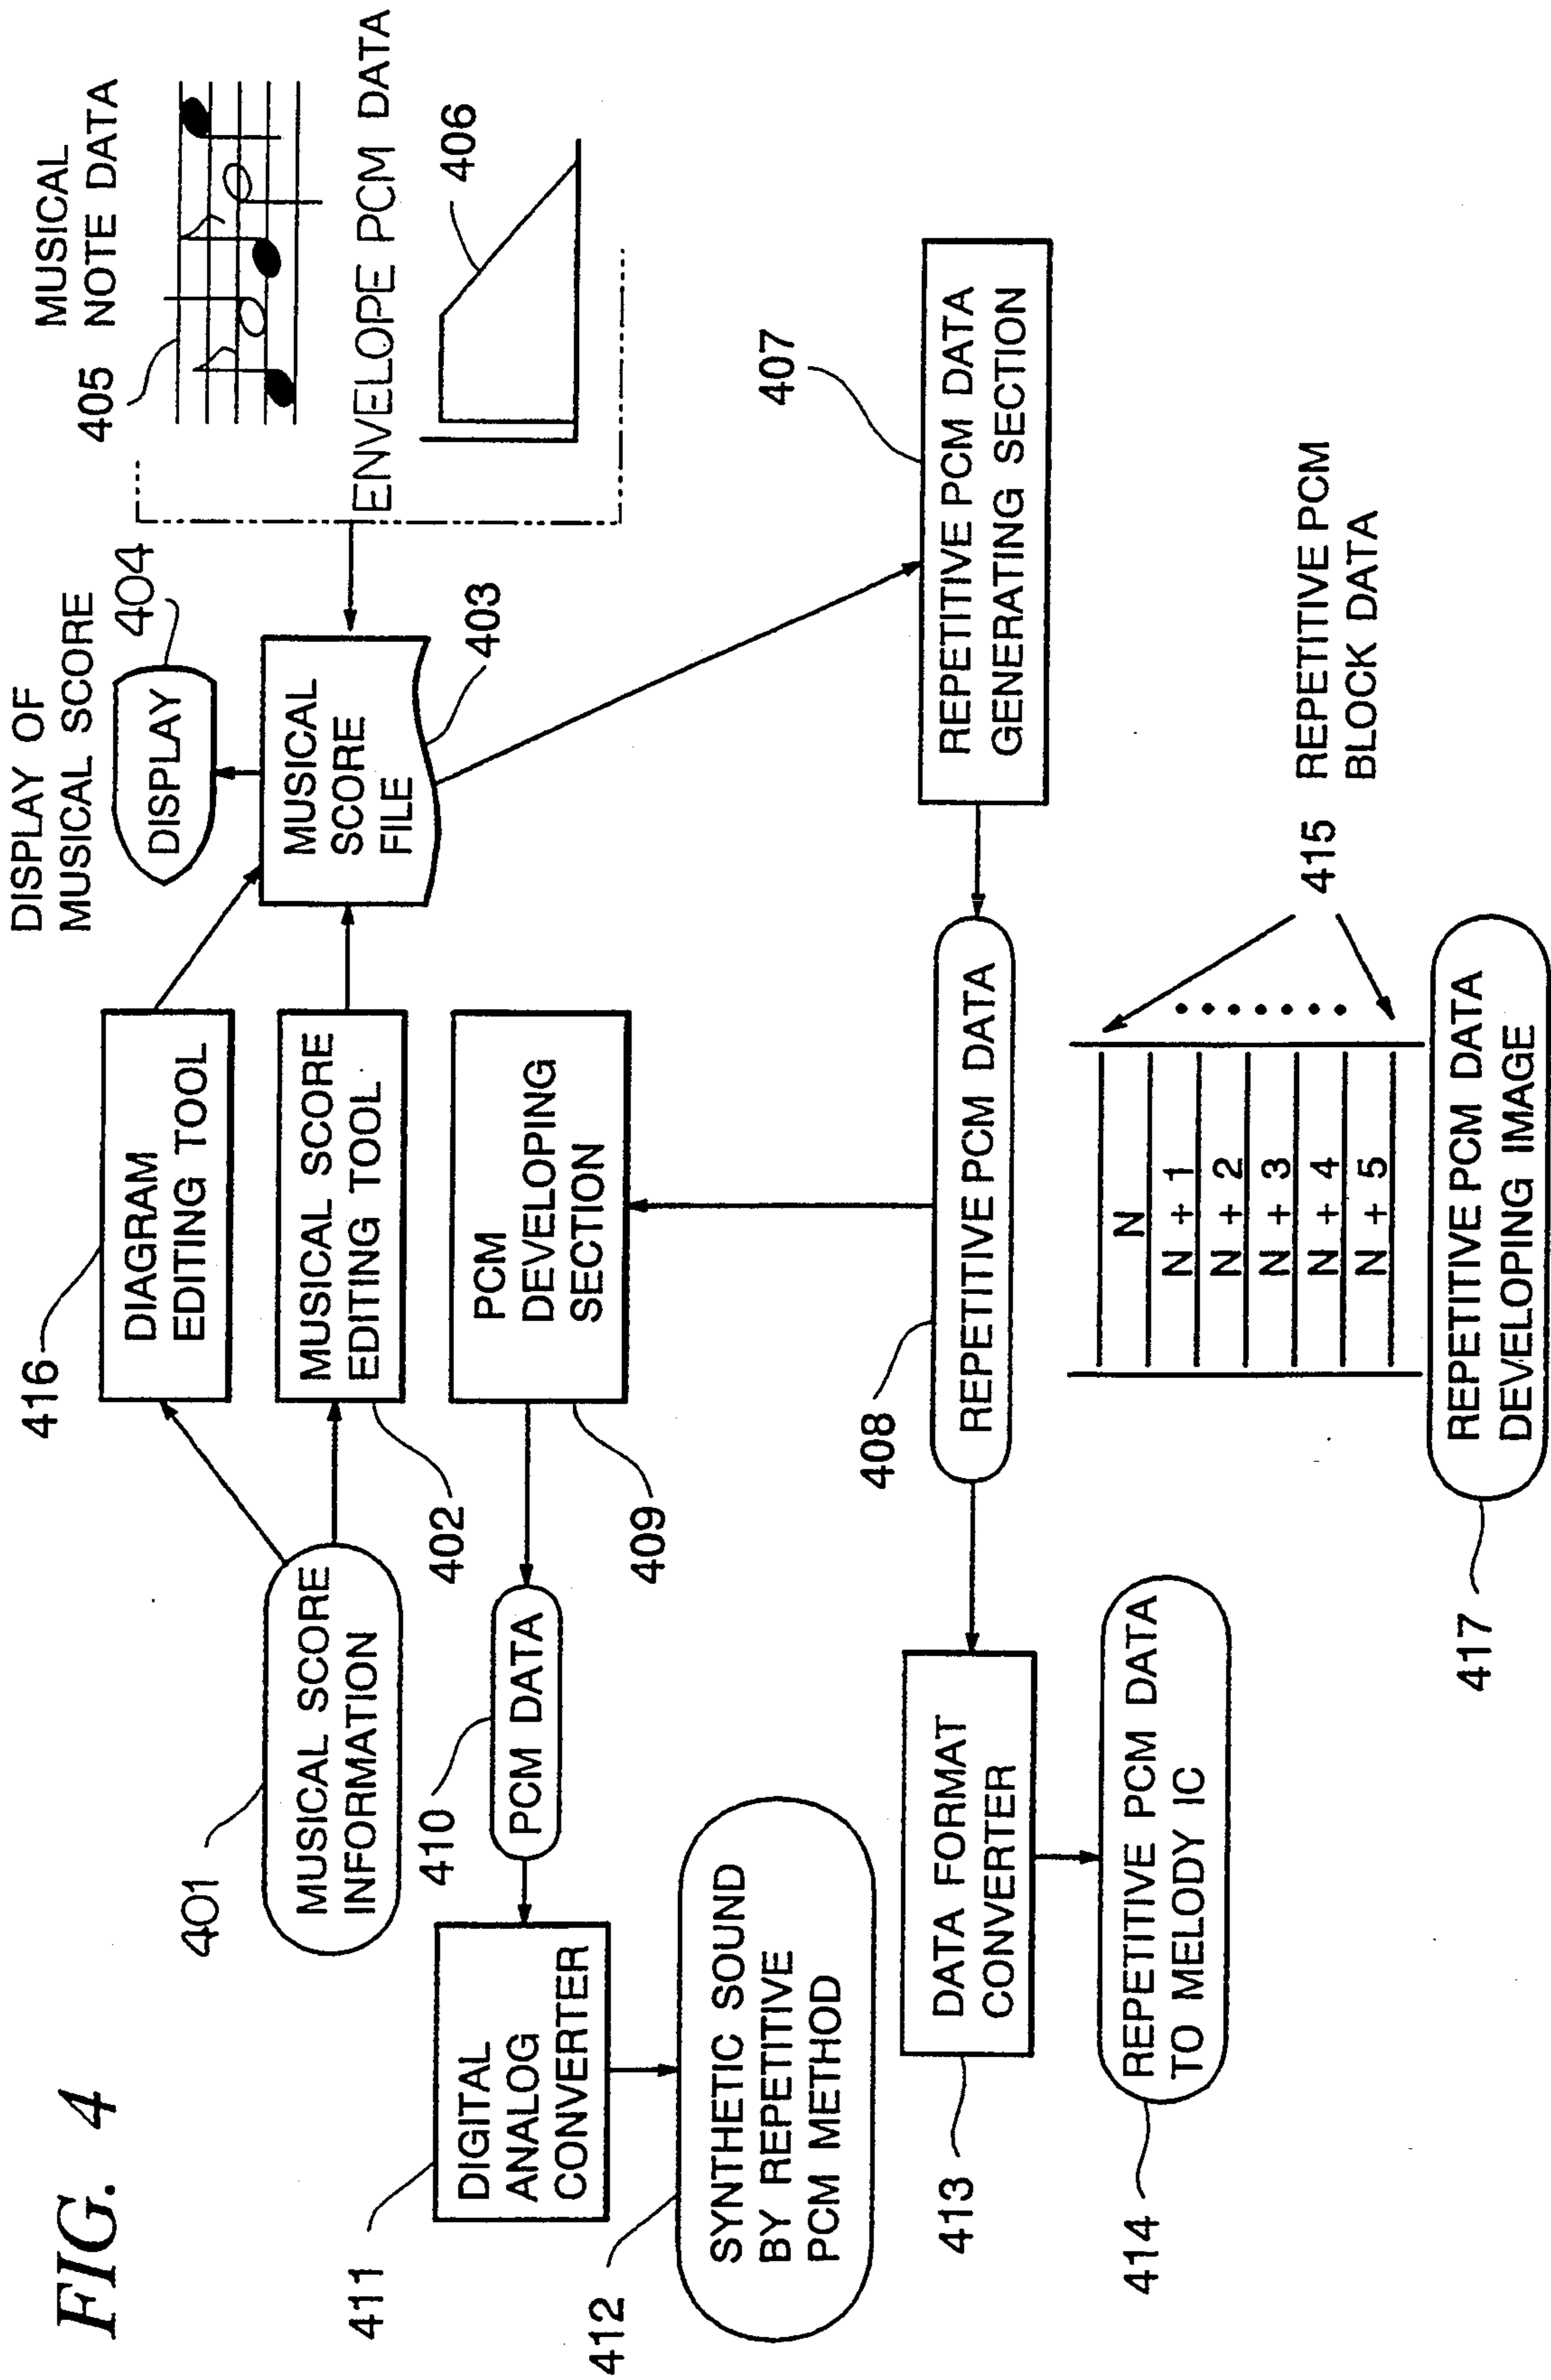 FIG. 4
DISPLAY OF
MUSICAL SCORE
404
DISPLAY
MUSICAL
NOTE DATA
405
ENVELOPE PCM DATA
406
416
DIAGRAM
EDITING TOOL
401
MUSICAL SCORE
INFORMATION
MUSICAL SCORE
EDITING TOOL
402
MUSICAL
SCORE
FILE
403
411
DIGITAL
ANALOG
CONVERTER
410
PCM DATA
PCM
DEVELOPING
SECTION
409
412
SYNTHETIC SOUND
BY REPETITIVE
PCM METHOD
407
REPETITIVE PCM DATA
GENERATING SECTION
408
REPETITIVE PCM DATA
DATA FORMAT
CONVERTER
413
414
REPETITIVE PCM DATA
TO MELODY IC
N
N + 1
N + 2
N + 3
N + 4
N + 5
415
REPETITIVE PCM
BLOCK DATA
417
REPETITIVE PCM DATA
DEVELOPING IMAGE